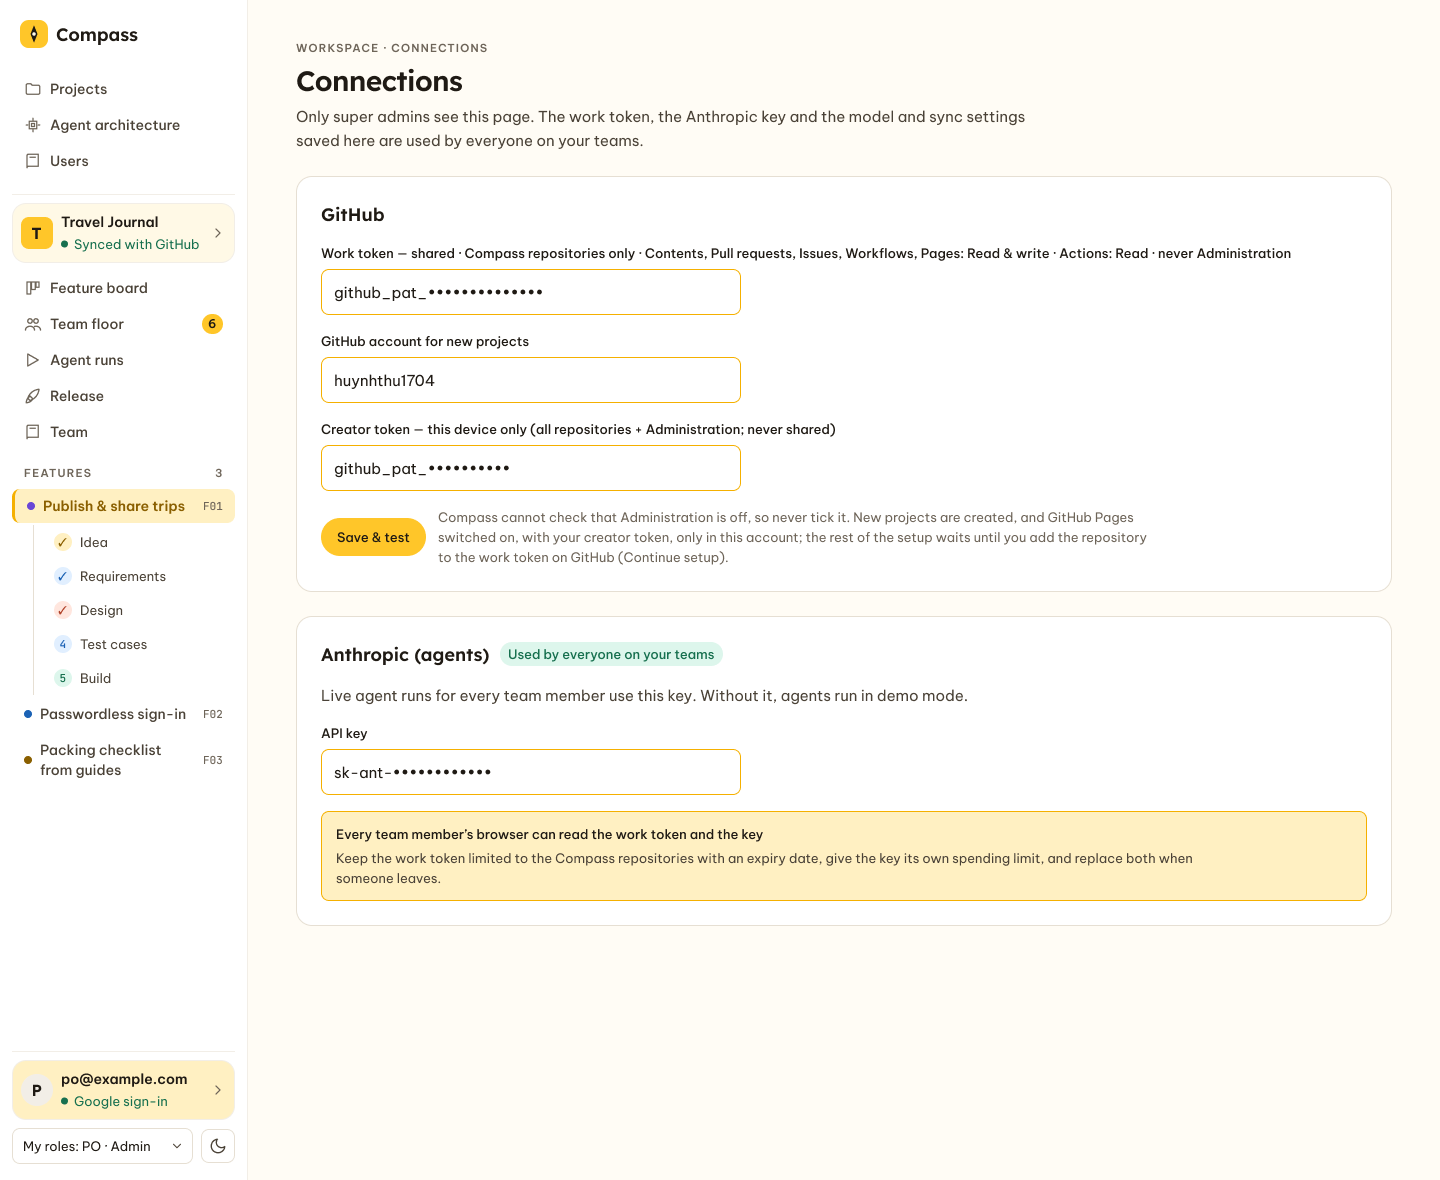 Compass
Projects
Agent architecture
Users
T
Travel Journal
Synced with GitHub
Feature board
Team floor
6
Agent runs
Release
Team
FEATURES
3
Publish & share trips
F01
✓
Idea
✓
Requirements
✓
Design
4
Test cases
5
Build
Passwordless sign-in
F02
Packing checklist
from guides
F03
P
po@example.com
Google sign-in
My roles: PO · Admin
WORKSPACE · CONNECTIONS
Connections
Only super admins see this page. The work token, the Anthropic key and the model and sync settings
saved here are used by everyone on your teams.
GitHub
Work token — shared · Compass repositories only · Contents, Pull requests, Issues, Workflows, Pages: Read & write · Actions: Read · never Administration
github_pat_••••••••••••••
GitHub account for new projects
huynhthu1704
Creator token — this device only (all repositories + Administration; never shared)
github_pat_••••••••••
Save & test
Compass cannot check that Administration is off, so never tick it. New projects are created, and GitHub Pages
switched on, with your creator token, only in this account; the rest of the setup waits until you add the repository
to the work token on GitHub (Continue setup).
Anthropic (agents)
Used by everyone on your teams
Live agent runs for every team member use this key. Without it, agents run in demo mode.
API key
sk-ant-••••••••••••
Every team member’s browser can read the work token and the key
Keep the work token limited to the Compass repositories with an expiry date, give the key its own spending limit, and replace both when
someone leaves.